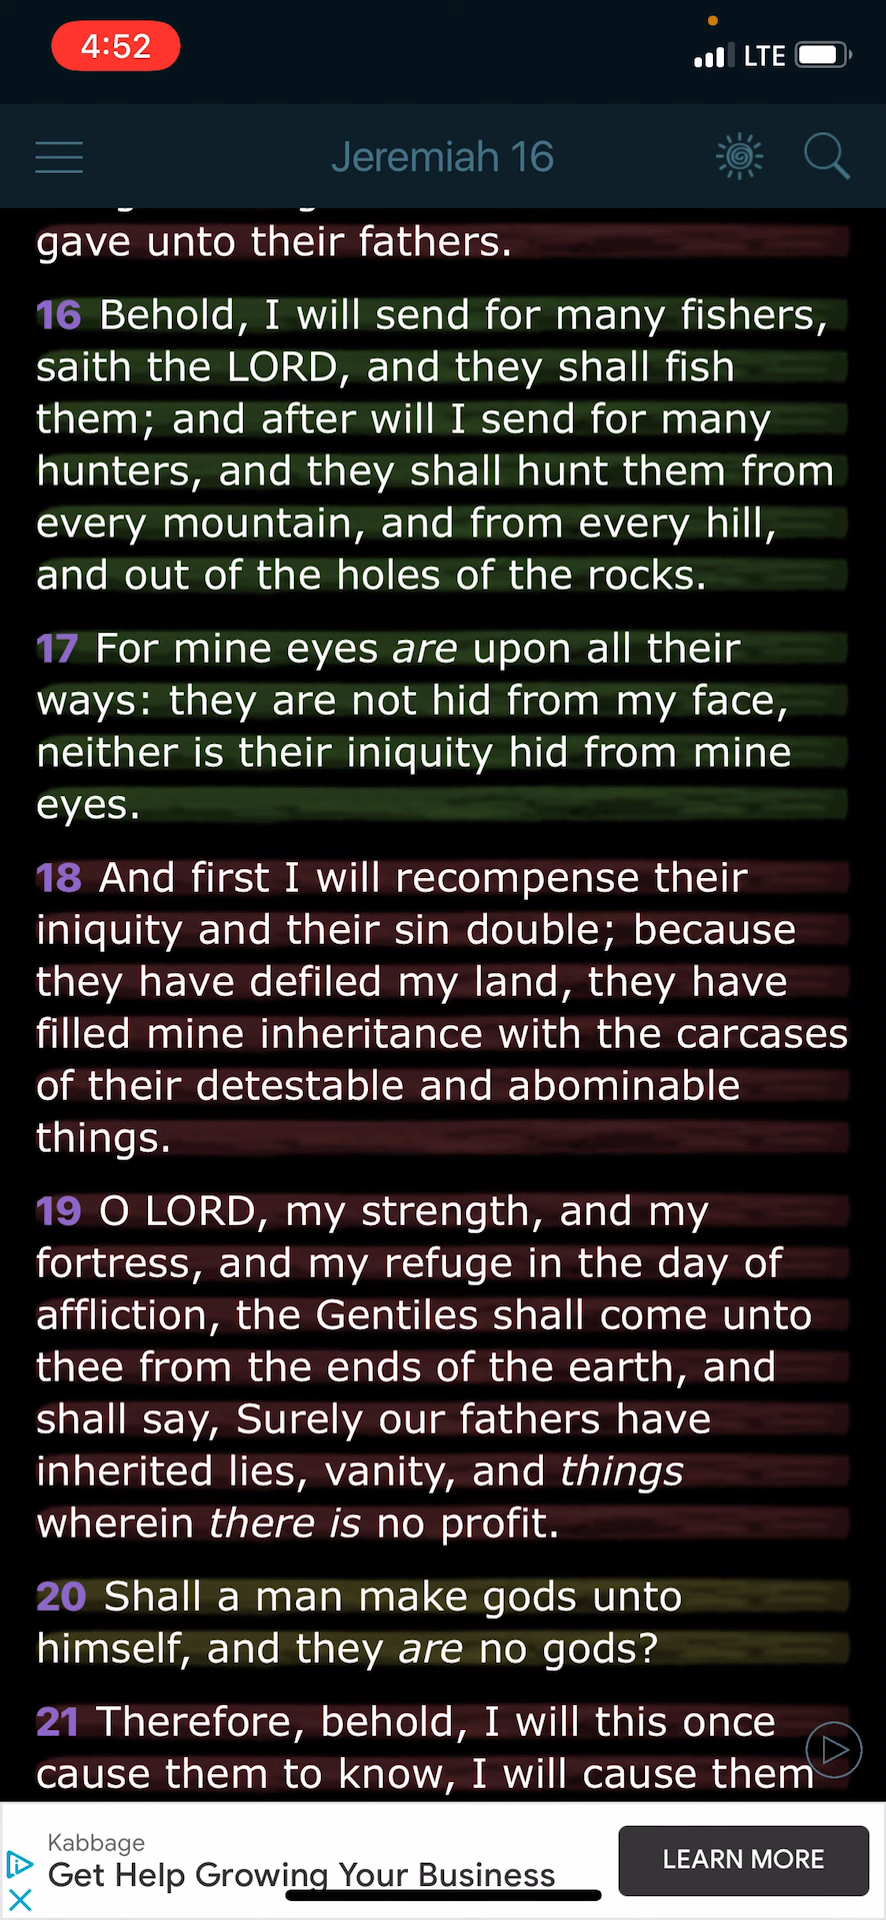 4:52
LTE
Jeremiah 16
gave unto their fathers.
16 Behold, I will send for many fishers,
saith the LORD, and they shall fish
them; and after will I send for many
hunters, and they shall hunt them from
every mountain, and from every hill,
and out of the holes of the rocks.
17 For mine eyes are upon all their
ways: they are not hid from my face,
neither is their iniquity hid from mine
eyes.
18 And first I will recompense their
iniquity and their sin double; because
they have defiled my land, they have
filled mine inheritance with the carcases
of their detestable and abominable
things.
19 O LORD, my strength, and my
fortress, and my refuge in the day of
affliction, the Gentiles shall come unto
thee from the ends of the earth, and
shall say, Surely our fathers have
inherited lies, vanity, and things
wherein there is no profit.
20 Shall a man make gods unto
himself, and they are no gods?
21 Therefore, behold, I will this once
cause them to know, I will cause them
Kabbage
Get Help Growing Your Business
LEARN MORE